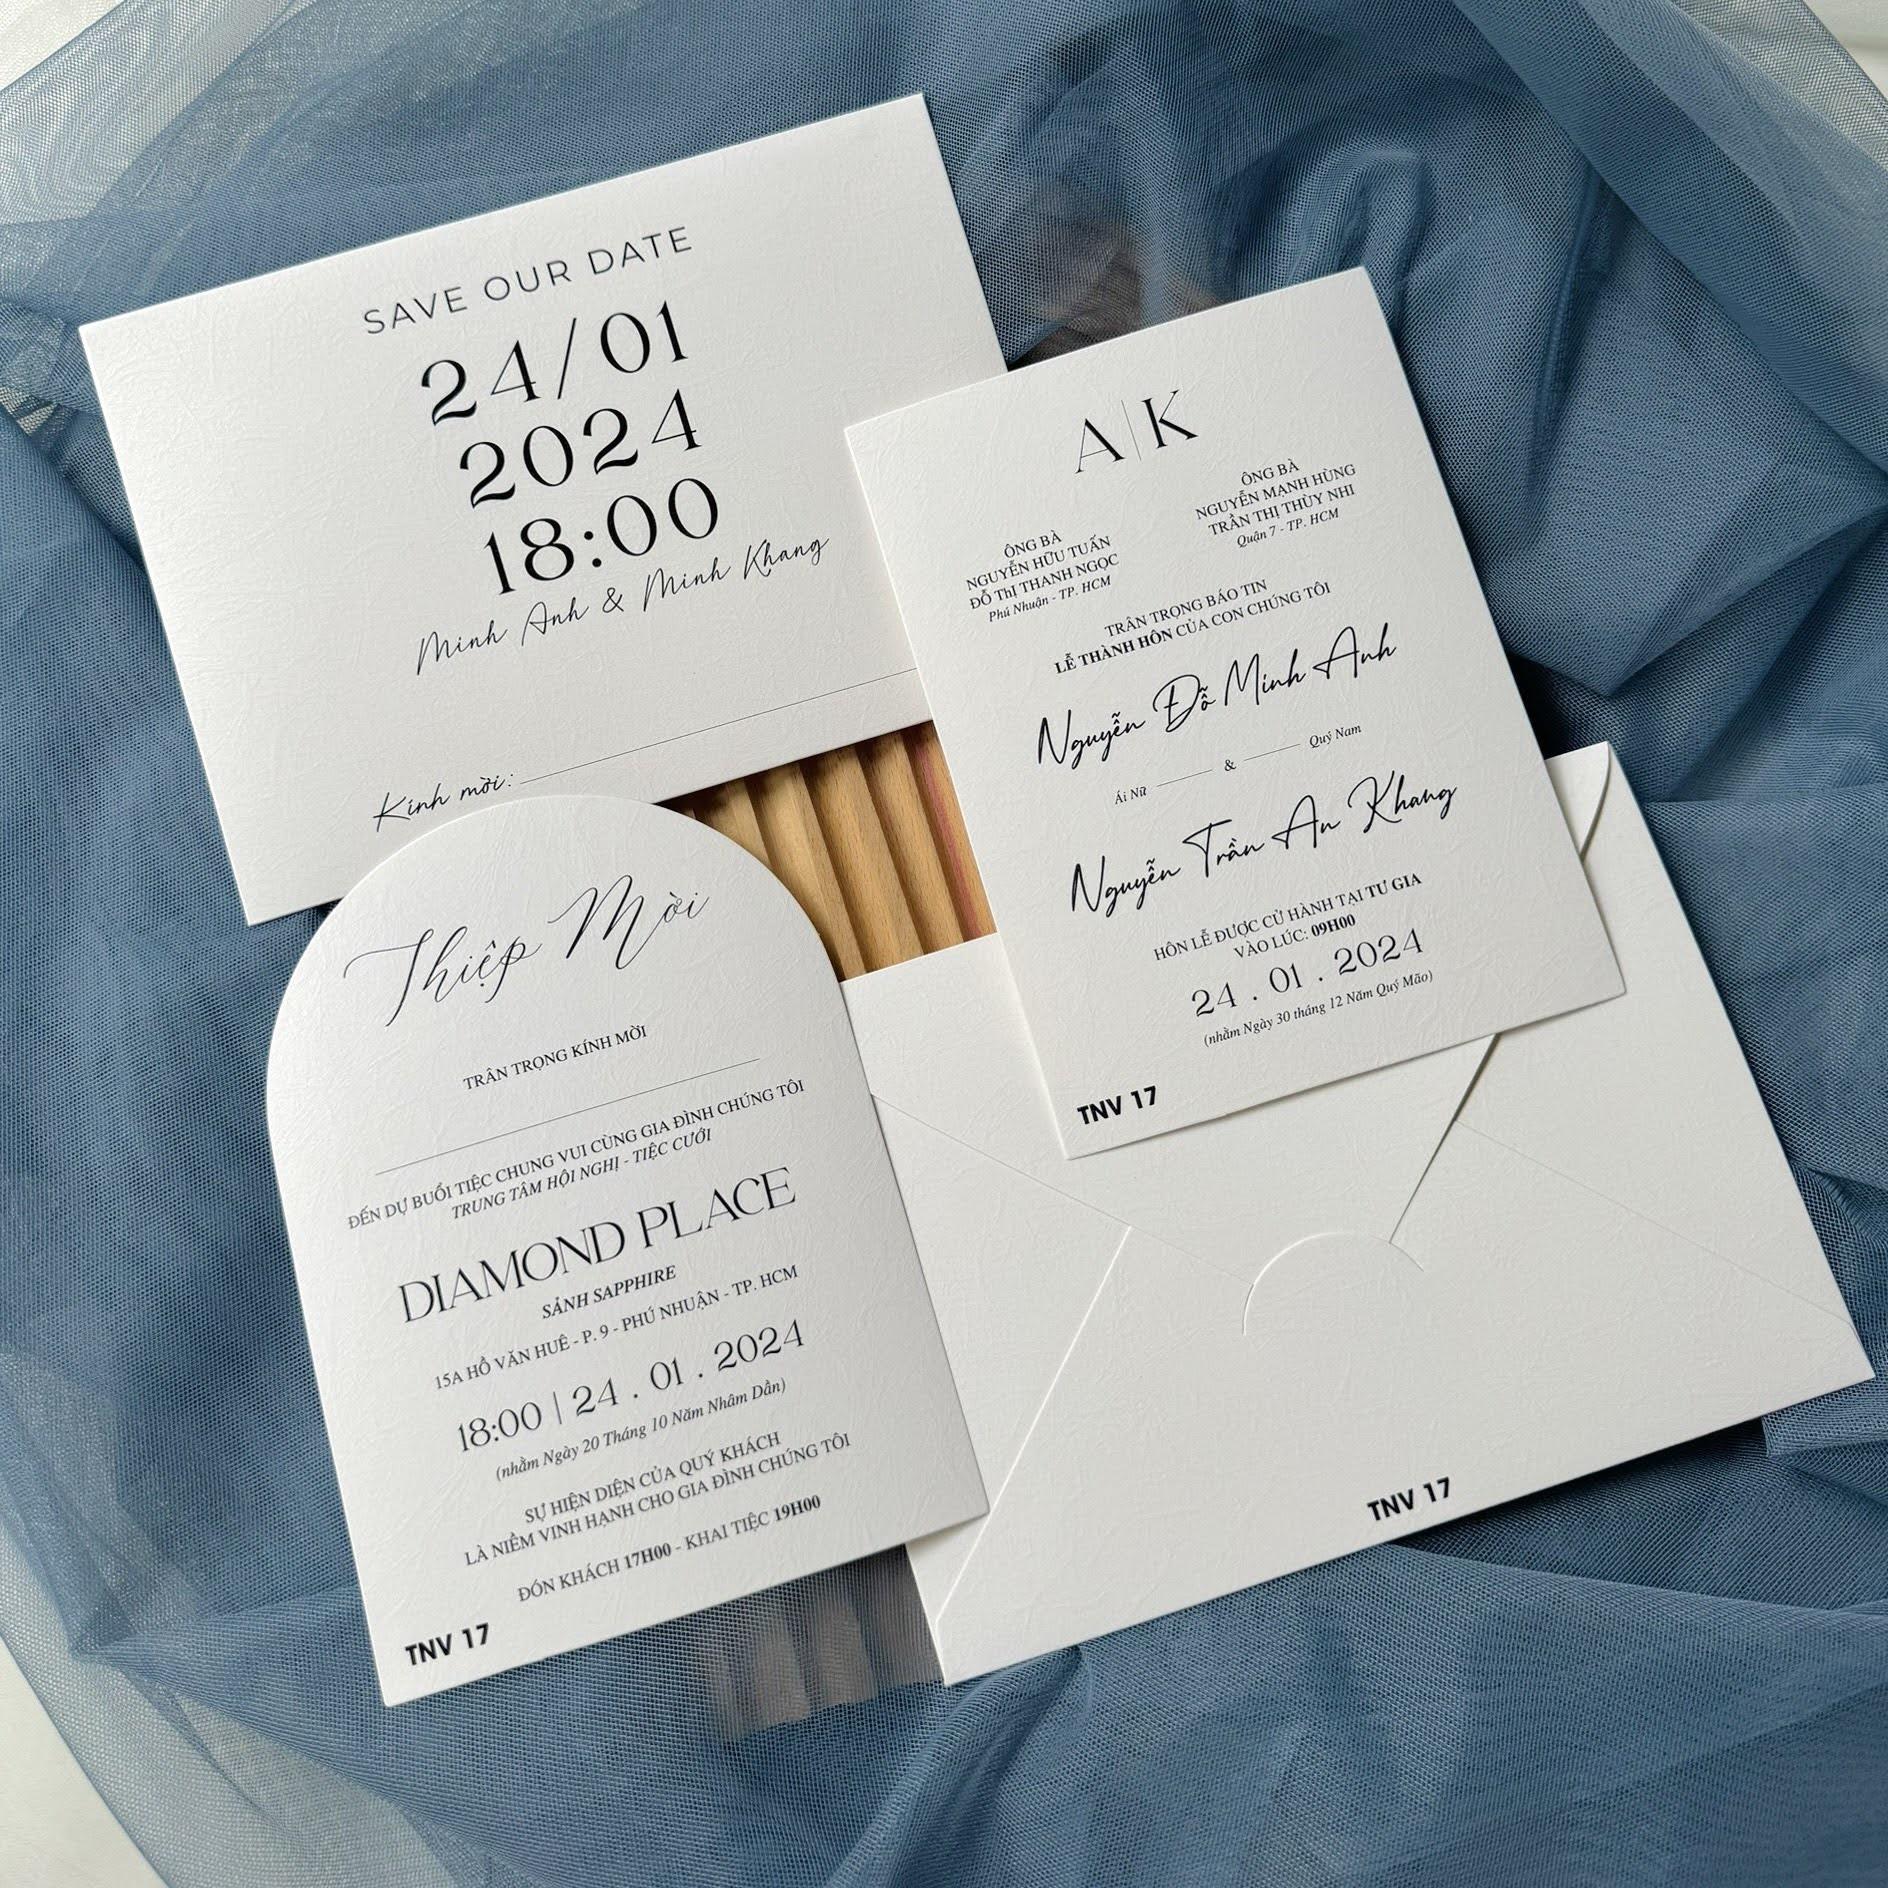 SAVE OUR DATE
24/01
2024
18:00
Minh Anh & Minh Khang
Kính mời:
A|K
ÔNG BÀ
NGUYỄN HỮU TUẤN
ĐỖ ThỊ THANH NGỌC
Phú Nhuận - TP. HCM
ÔNG BÀ
NGUYỄN MẠNH HÙNG
TRẦN THỊ THÙY NHI
Quận 7 - TP. HCM
TRÂN TRỌNG BÁO TIN
LỄ THÀNH HÔN CỦA CON CHÚNG TÔI
Nguyễn Đỗ Minh Anh
Ái Nữ & Quý Nam
Nguyễn Trần An Khang
HÔN LỄ ĐƯỢC CỬ HÀNH TẠI TƯ GIA
VÀO LÚC: 09H00
24 . 01 . 2024
(nhằm Ngày 30 tháng 12 Năm Quý Mão)
TNV 17
Thiệp Mời
TRÂN TRỌNG KÍNH MỜI
ĐẾN DỰ BUỔI TIỆC CHUNG VUI CÙNG GIA ĐÌNH CHÚNG TÔI
TRUNG TÂM HỘI NGHỊ - TIỆC CƯỚI
DIAMOND PLACE
SẢNH SAPPHIRE
15A HỒ VĂN HUÊ - P. 9 - PHÚ NHUẬN - TP. HCM
18:00 | 24 . 01 . 2024
(nhằm Ngày 20 Tháng 10 Năm Nhâm Dần)
SỰ HIỆN DIỆN CỦA QUÝ KHÁCH
LÀ NIỀM VINH HẠNH CHO GIA ĐÌNH CHÚNG TÔI
ĐÓN KHÁCH 17H00 - KHAI TIỆC 19H00
TNV 17
TNV 17